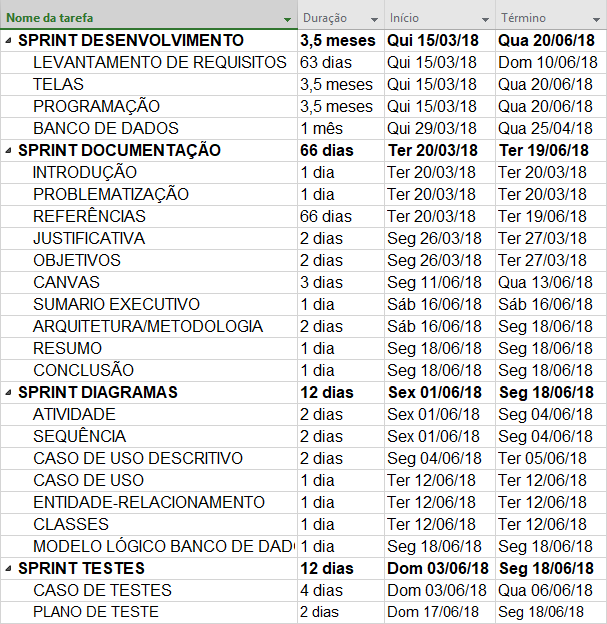 Nome da tarefa Duração Início Término
SPRINT DESENVOLVIMENTO 3,5 meses Qui 15/03/18 Qua 20/06/18
LEVANTAMENTO DE REQUISITOS 63 dias Qui 15/03/18 Dom 10/06/18
TELAS 3,5 meses Qui 15/03/18 Qua 20/06/18
PROGRAMAÇÃO 3,5 meses Qui 15/03/18 Qua 20/06/18
BANCO DE DADOS 1 mês Qui 29/03/18 Qua 25/04/18
SPRINT DOCUMENTAÇÃO 66 dias Ter 20/03/18 Ter 19/06/18
INTRODUÇÃO 1 dia Ter 20/03/18 Ter 20/03/18
PROBLEMATIZAÇÃO 1 dia Ter 20/03/18 Ter 20/03/18
REFERÊNCIAS 66 dias Ter 20/03/18 Ter 19/06/18
JUSTIFICATIVA 2 dias Seg 26/03/18 Ter 27/03/18
OBJETIVOS 2 dias Seg 26/03/18 Ter 27/03/18
CANVAS 3 dias Seg 11/06/18 Qua 13/06/18
SUMARIO EXECUTIVO 1 dia Sáb 16/06/18 Sáb 16/06/18
ARQUITETURA/METODOLOGIA 2 dias Sáb 16/06/18 Seg 18/06/18
RESUMO 1 dia Seg 18/06/18 Seg 18/06/18
CONCLUSÃO 1 dia Seg 18/06/18 Seg 18/06/18
SPRINT DIAGRAMAS 12 dias Sex 01/06/18 Seg 18/06/18
ATIVIDADE 2 dias Sex 01/06/18 Seg 04/06/18
SEQUÊNCIA 2 dias Sex 01/06/18 Seg 04/06/18
CASO DE USO DESCRITIVO 2 dias Seg 04/06/18 Ter 05/06/18
CASO DE USO 1 dia Ter 12/06/18 Ter 12/06/18
ENTIDADE-RELACIONAMENTO 1 dia Ter 12/06/18 Ter 12/06/18
CLASSES 1 dia Ter 12/06/18 Ter 12/06/18
MODELO LÓGICO BANCO DE DADO 1 dia Seg 18/06/18 Seg 18/06/18
SPRINT TESTES 12 dias Dom 03/06/18 Seg 18/06/18
CASO DE TESTES 4 dias Dom 03/06/18 Qua 06/06/18
PLANO DE TESTE 2 dias Dom 17/06/18 Seg 18/06/18